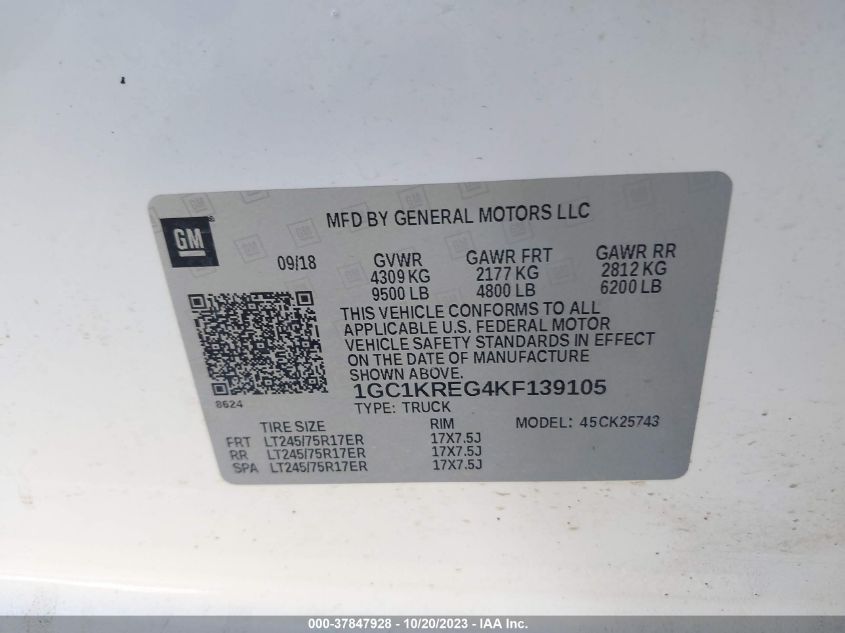 GM
MFD BY GENERAL MOTORS LLC
09/18 GVWR GAWR FRT GAWR RR
4309 KG 2177 KG 2812 KG
9500 LB 4800 LB 6200 LB
THIS VEHICLE CONFORMS TO ALL
APPLICABLE U.S. FEDERAL MOTOR
VEHICLE SAFETY STANDARDS IN EFFECT
ON THE DATE OF MANUFACTURE
SHOWN ABOVE.
8624
1GC1KREG4KF139105
TYPE: TRUCK
TIRE SIZE RIM MODEL: 45CK25743
FRT LT245/75R17ER 17X7.5J
RR LT245/75R17ER 17X7.5J
SPA LT245/75R17ER 17X7.5J
000-37847928 - 10/20/2023 - IAA Inc.